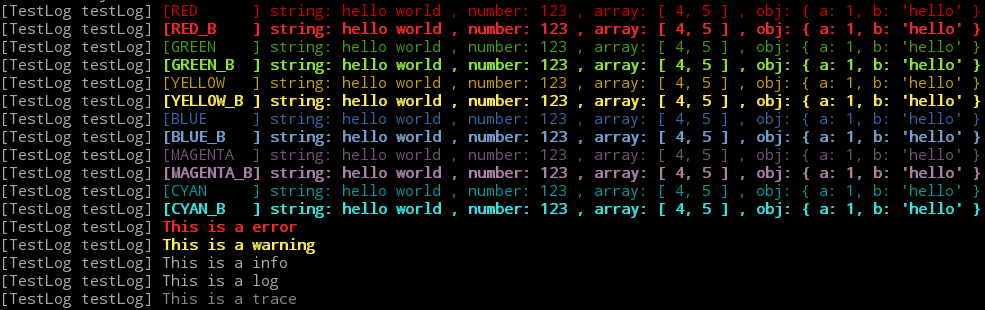 [TestLog testLog] [RED      ] string: hello world , number: 123 , array: [ 4, 5 ] , obj: { a: 1, b: 'hello' }
[TestLog testLog] [RED_B    ] string: hello world , number: 123 , array: [ 4, 5 ] , obj: { a: 1, b: 'hello' }
[TestLog testLog] [GREEN    ] string: hello world , number: 123 , array: [ 4, 5 ] , obj: { a: 1, b: 'hello' }
[TestLog testLog] [GREEN_B  ] string: hello world , number: 123 , array: [ 4, 5 ] , obj: { a: 1, b: 'hello' }
[TestLog testLog] [YELLOW   ] string: hello world , number: 123 , array: [ 4, 5 ] , obj: { a: 1, b: 'hello' }
[TestLog testLog] [YELLOW_B ] string: hello world , number: 123 , array: [ 4, 5 ] , obj: { a: 1, b: 'hello' }
[TestLog testLog] [BLUE     ] string: hello world , number: 123 , array: [ 4, 5 ] , obj: { a: 1, b: 'hello' }
[TestLog testLog] [BLUE_B   ] string: hello world , number: 123 , array: [ 4, 5 ] , obj: { a: 1, b: 'hello' }
[TestLog testLog] [MAGENTA  ] string: hello world , number: 123 , array: [ 4, 5 ] , obj: { a: 1, b: 'hello' }
[TestLog testLog] [MAGENTA_B] string: hello world , number: 123 , array: [ 4, 5 ] , obj: { a: 1, b: 'hello' }
[TestLog testLog] [CYAN     ] string: hello world , number: 123 , array: [ 4, 5 ] , obj: { a: 1, b: 'hello' }
[TestLog testLog] [CYAN_B   ] string: hello world , number: 123 , array: [ 4, 5 ] , obj: { a: 1, b: 'hello' }
[TestLog testLog] This is a error
[TestLog testLog] This is a warning
[TestLog testLog] This is a info
[TestLog testLog] This is a log
[TestLog testLog] This is a trace